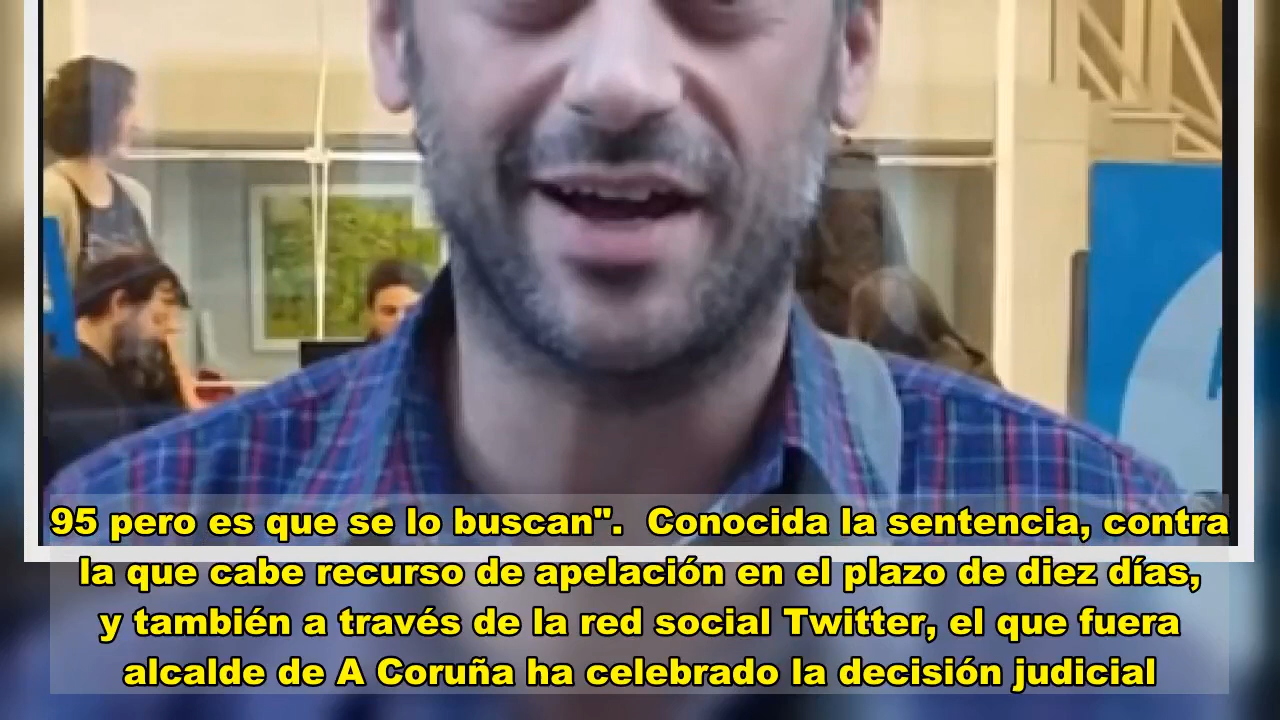 95 pero es que se lo buscan".  Conocida la sentencia, contra
la que cabe recurso de apelación en el plazo de diez días,
y también a través de la red social Twitter, el que fuera
alcalde de A Coruña ha celebrado la decisión judicial